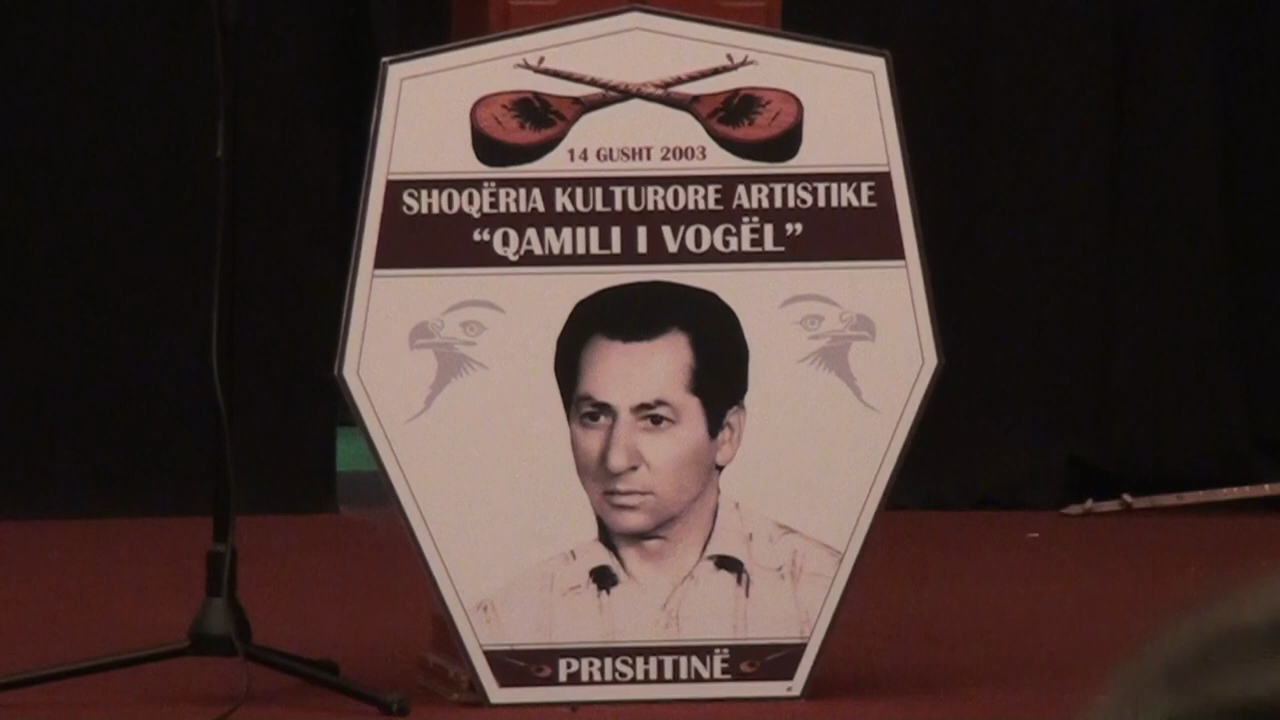 14 GUSHT 2003
SHOQËRIA KULTURORE ARTISTIKE
“QAMILI I VOGËL”
PRISHTINË